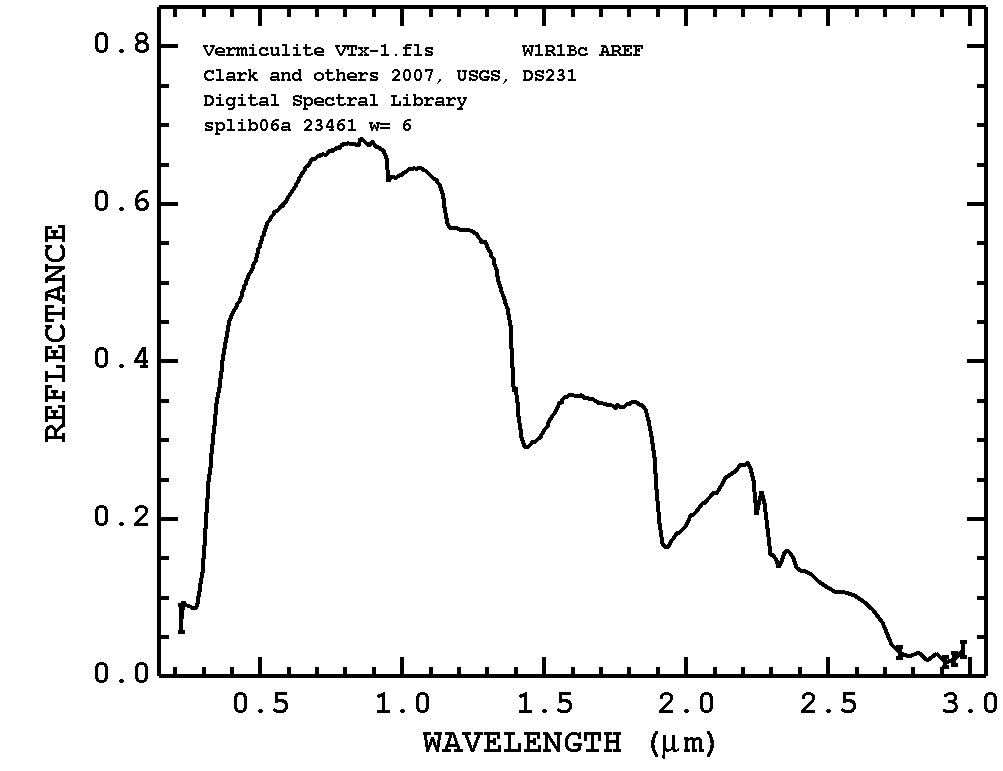 Vermiculite VTx-1.fls W1R1Bc AREF
Clark and others 2007, USGS, DS231
Digital Spectral Library
splib06a 23461 w= 6
0.8
0.6
0.4
0.2
0.0
REFLECTANCE
0.5 1.0 1.5 2.0 2.5 3.0
WAVELENGTH (μm)